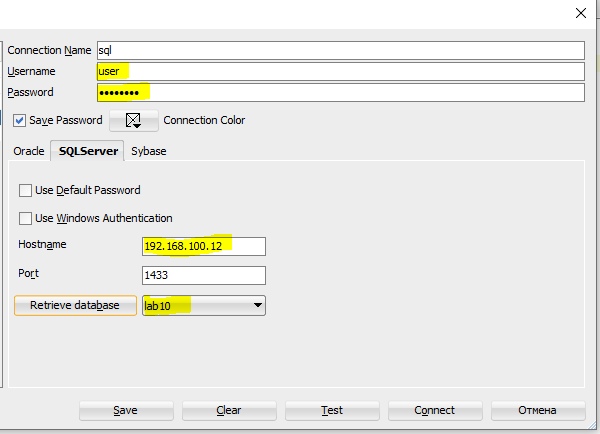 Connection Name sql
Username user
Password ••••••••
Save Password Connection Color
Oracle SQLServer Sybase
Use Default Password
Use Windows Authentication
Hostname 192.168.100.12
Port 1433
Retrieve database lab10
Save Clear Test Connect Отмена